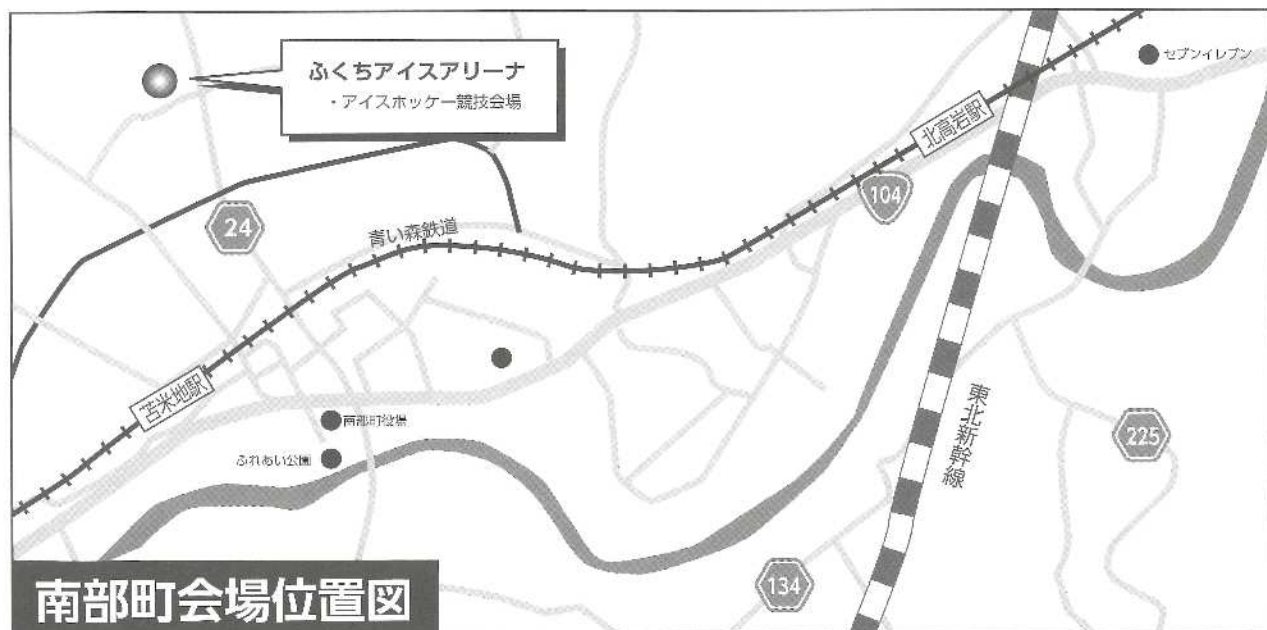 ふくちアイスアリーナ
・アイスホッケー競技会場
セブンイレブン
北高岩駅
104
24
青い森鉄道
苫米地駅
南部町役場
ふれあい公園
東北新幹線
225
134
南部町会場位置図